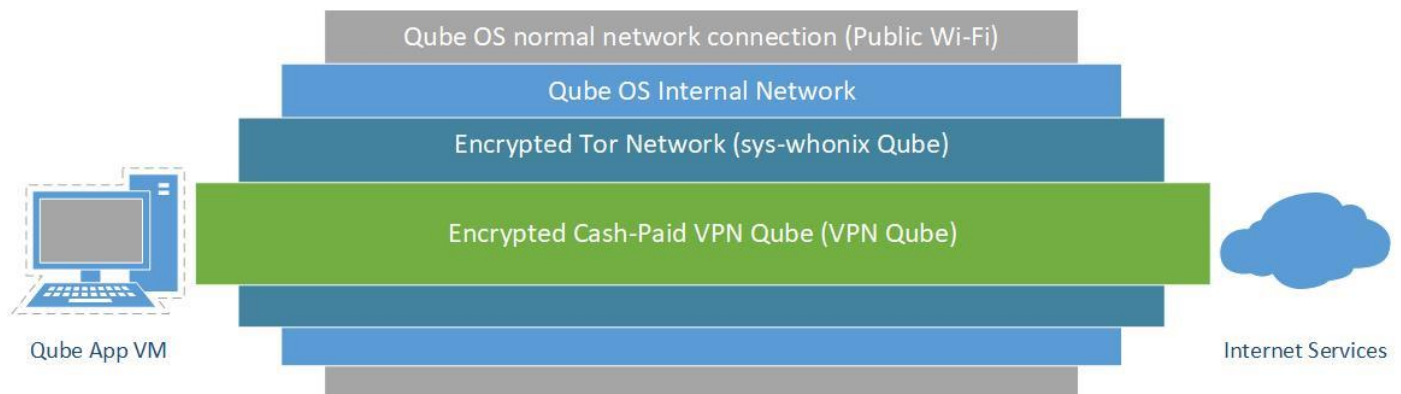 Qube OS normal network connection (Public Wi-Fi)
Qube OS Internal Network
Encrypted Tor Network (sys-whonix Qube)
Encrypted Cash-Paid VPN Qube (VPN Qube)
Qube App VM
Internet Services